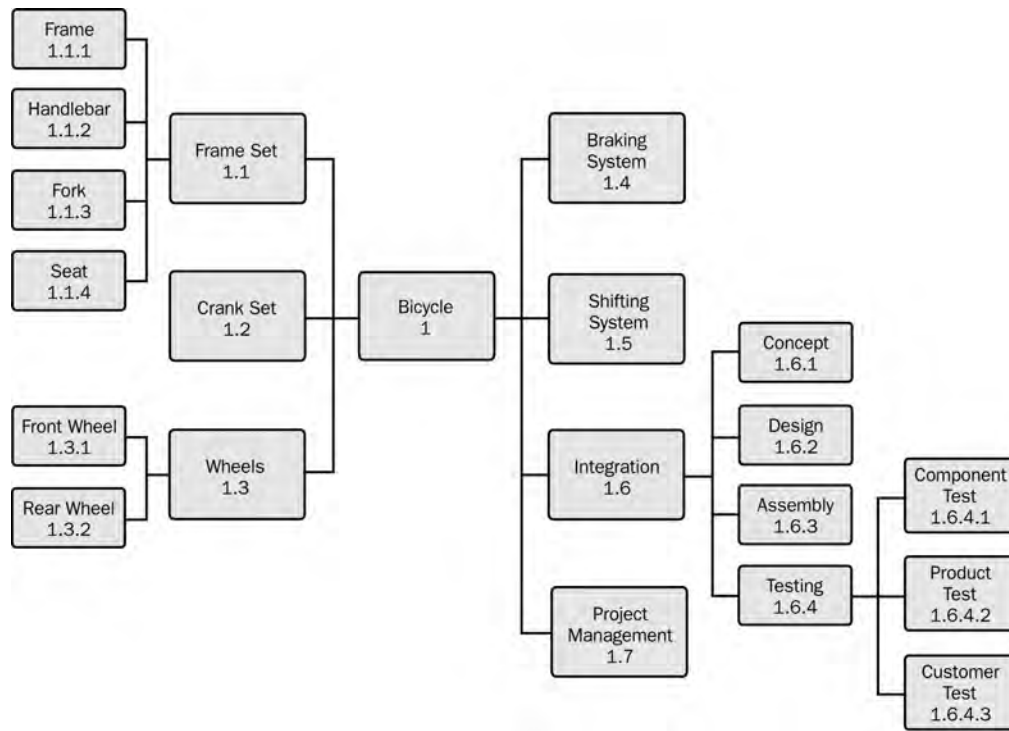 Frame
1.1.1
Handlebar
1.1.2
Fork
1.1.3
Seat
1.1.4
Frame Set
1.1
Crank Set
1.2
Front Wheel
1.3.1
Rear Wheel
1.3.2
Wheels
1.3
Bicycle
1
Braking
System
1.4
Shifting
System
1.5
Integration
1.6
Project
Management
1.7
Concept
1.6.1
Design
1.6.2
Assembly
1.6.3
Testing
1.6.4
Component
Test
1.6.4.1
Product
Test
1.6.4.2
Customer
Test
1.6.4.3